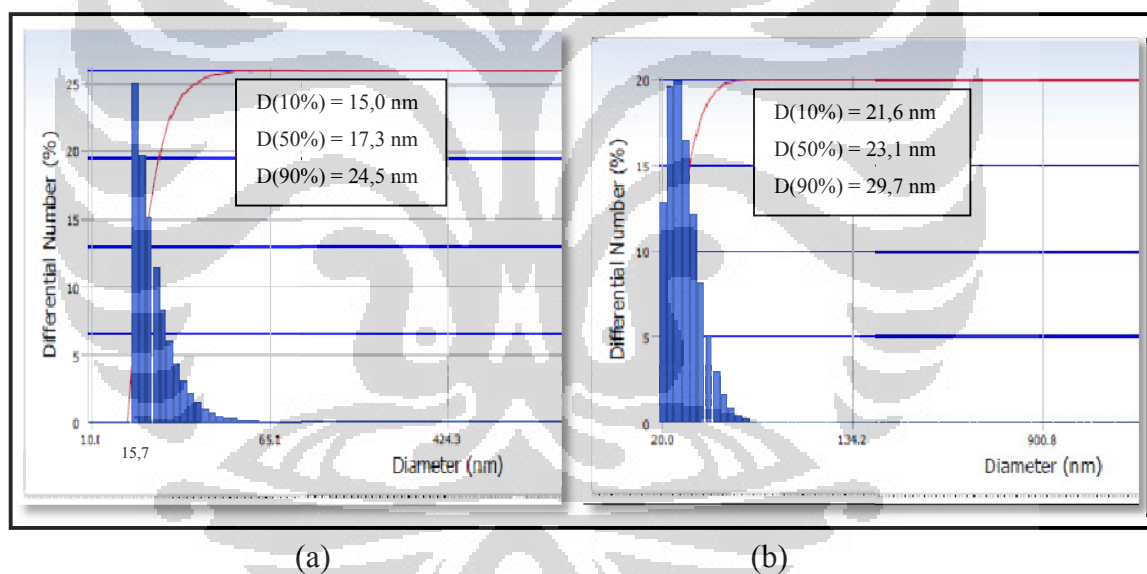 Differential Number (%)
25
20
15
10
5
0
D(10%) = 15,0 nm
D(50%) = 17,3 nm
D(90%) = 24,5 nm
10.1
65.1
424.3
15,7
Diameter (nm)
(a)
Differential Number (%)
20
15
10
5
0
D(10%) = 21,6 nm
D(50%) = 23,1 nm
D(90%) = 29,7 nm
20.0
134.2
900.8
Diameter (nm)
(b)